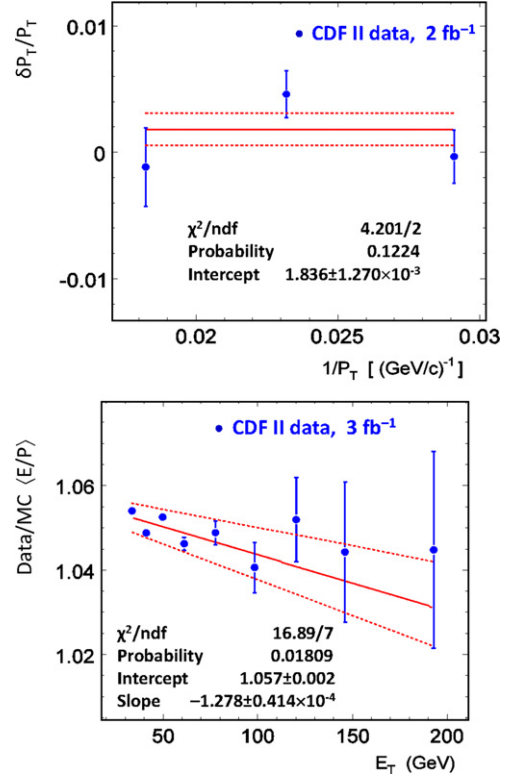 δP_T/P_T
0.01
CDF II data, 2 fb⁻¹
0
χ²/ndf 4.201/2
Probability 0.1224
Intercept 1.836±1.270×10⁻³
-0.01
0.02 0.025 0.03
1/P_T [ (GeV/c)⁻¹]
Data/MC ⟨E/P⟩
CDF II data, 3 fb⁻¹
1.06
1.04
1.02
χ²/ndf 16.89/7
Probability 0.01809
Intercept 1.057±0.002
Slope −1.278±0.414×10⁻⁴
50 100 150 200
E_T (GeV)